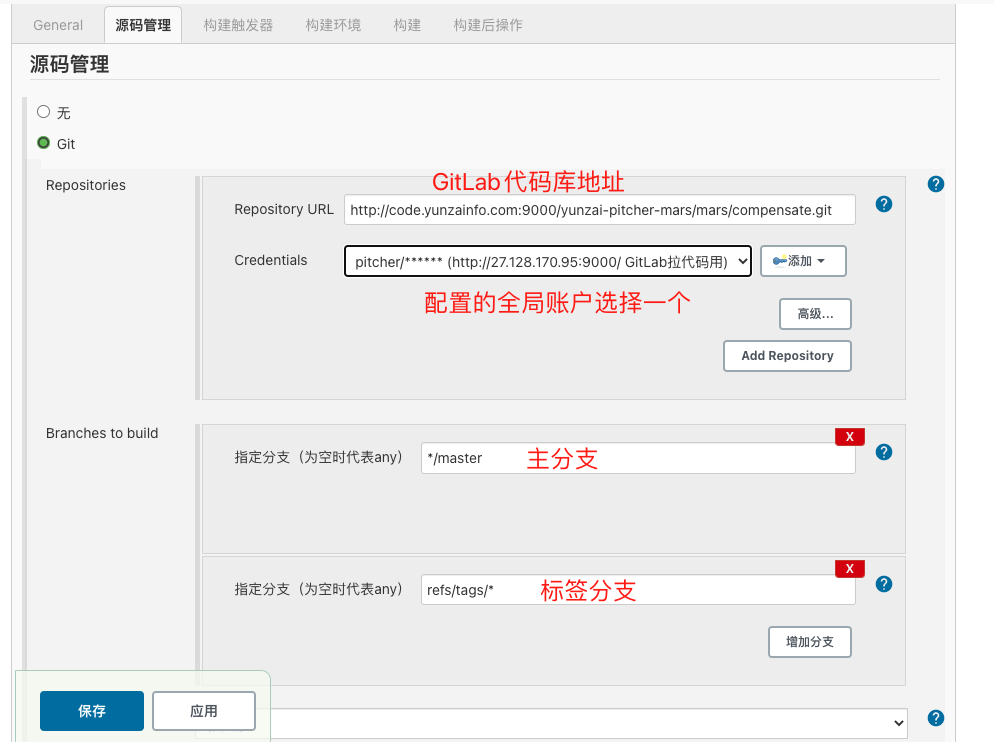 General 源码管理 构建触发器 构建环境 构建 构建后操作
源码管理
无
Git
Repositories
GitLab代码库地址
?
Repository URL http://code.yunzainfo.com:9000/yunzai-pitcher-mars/mars/compensate.git ?
Credentials pitcher/****** (http://27.128.170.95:9000/ GitLab拉代码用) 添加
配置的全局账户选择一个
高级...
Add Repository
Branches to build
X
指定分支（为空时代表any） */master 主分支 ?
X
指定分支（为空时代表any） refs/tags/* 标签分支 ?
增加分支
保存 应用
?